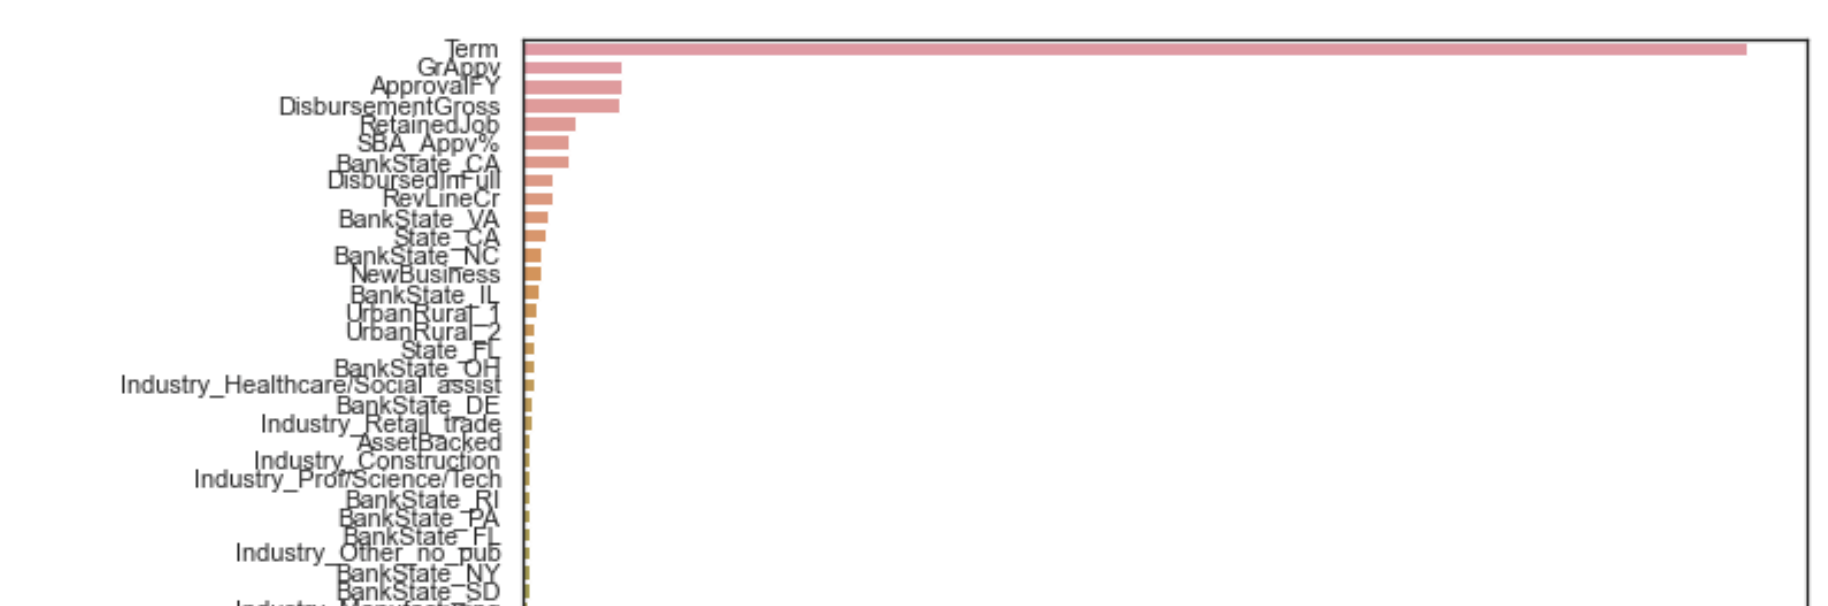 Term
GrAppv
ApprovalFY
DisbursementGross
RetainedJob
SBA_Appv%
BankState_CA
DisbursedInFull
RevLineCr
BankState_VA
State_CA
BankState_NC
NewBusiness
BankState_IL
UrbanRural_1
UrbanRural_2
State_FL
BankState_OH
Industry_Healthcare/Social_assist
BankState_DE
Industry_Retail_trade
AssetBacked
Industry_Construction
Industry_Prof/Science/Tech
BankState_RI
BankState_PA
BankState_FL
Industry_Other_no_pub
BankState_NY
BankState_SD
Industry_Manufacturing